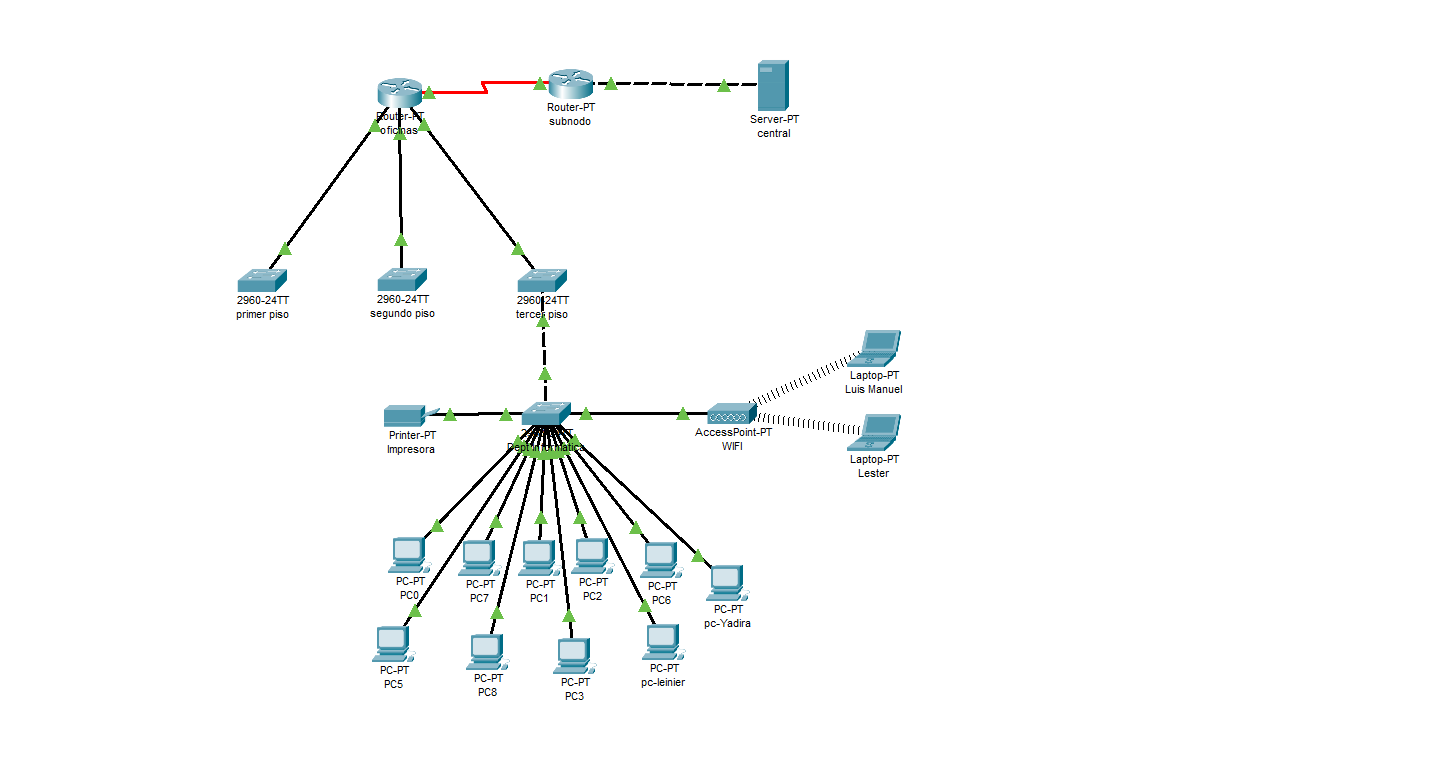 Router-PT
oficinas
Router-PT
subnodo
Server-PT
central
2960-24TT
primer piso
2960-24TT
segundo piso
2960-24TT
tercer piso
Printer-PT
Impresora
Dept Informatica
AccessPoint-PT
WIFI
Laptop-PT
Luis Manuel
Laptop-PT
Lester
PC-PT
PC0
PC-PT
PC7
PC-PT
PC1
PC-PT
PC2
PC-PT
PC6
PC-PT
pc-Yadira
PC-PT
PC5
PC-PT
PC8
PC-PT
PC3
PC-PT
pc-leinier